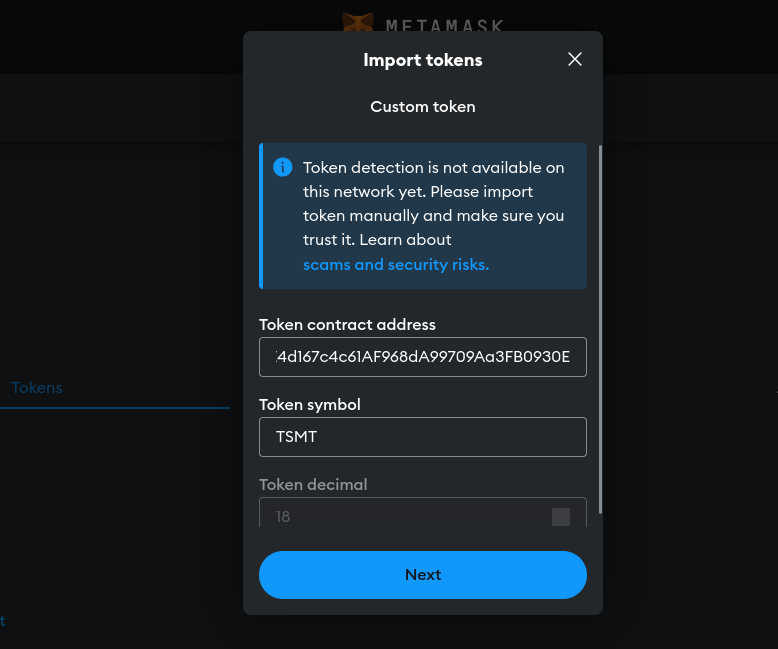 METAMASK
Import tokens
Custom token
Token detection is not available on
this network yet. Please import
token manually and make sure you
trust it. Learn about
scams and security risks.
Token contract address
4d167c4c61AF968dA99709Aa3FB0930E
Tokens
Token symbol
TSMT
Token decimal
18
Next
t